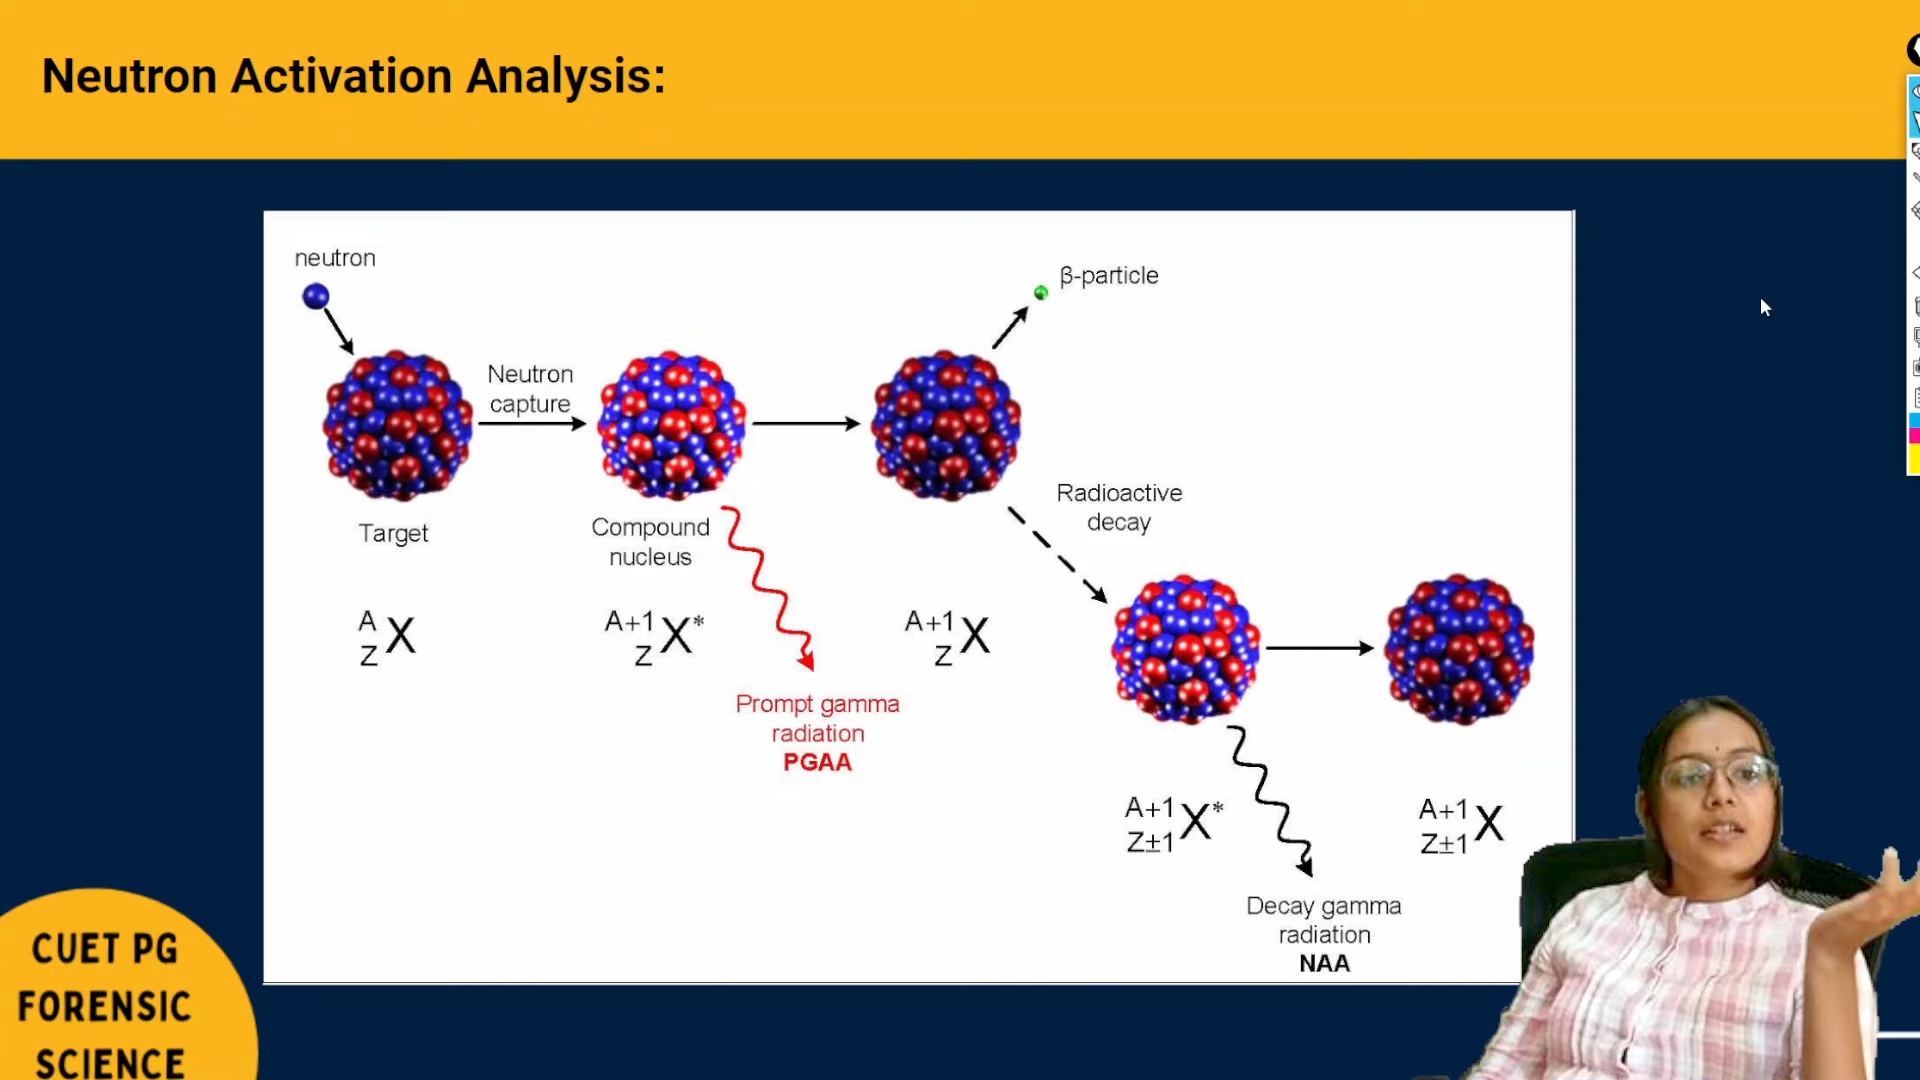 Neutron Activation Analysis:
neutron
β-particle
Neutron
capture
Radioactive
decay
Target
Compound
nucleus
A
Z X
A+1
Z X*
A+1
Z X
Prompt gamma
radiation
PGAA
A+1
Z±1 X*
A+1
Z±1 X
Decay gamma
radiation
NAA
CUET PG
FORENSIC
SCIENCE